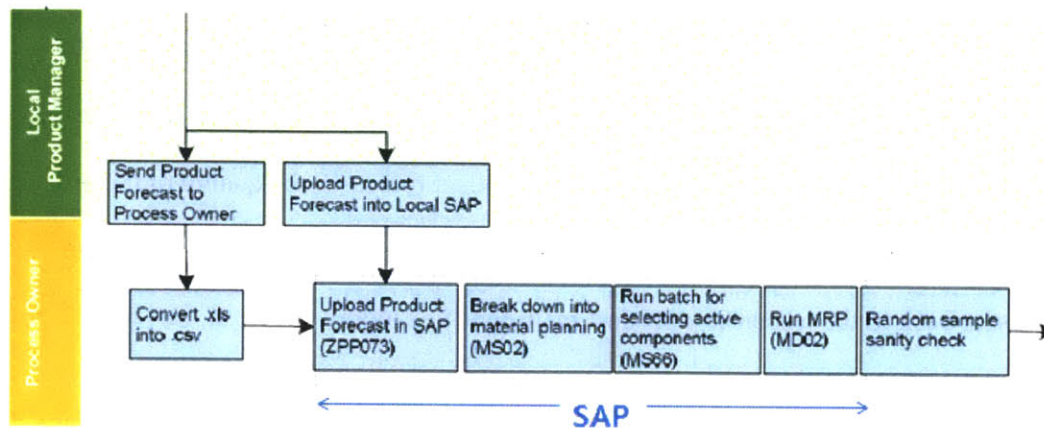 Local
Product Manager
Send Product
Forecast to
Process Owner
Upload Product
Forecast into Local SAP
Process Owner
Convert .xls
into .csv
Upload Product
Forecast in SAP
(ZPP073)
Break down into
material planning
(MS02)
Run batch for
selecting active
components
(MS66)
Run MRP
(MD02)
Random sample
sanity check
SAP